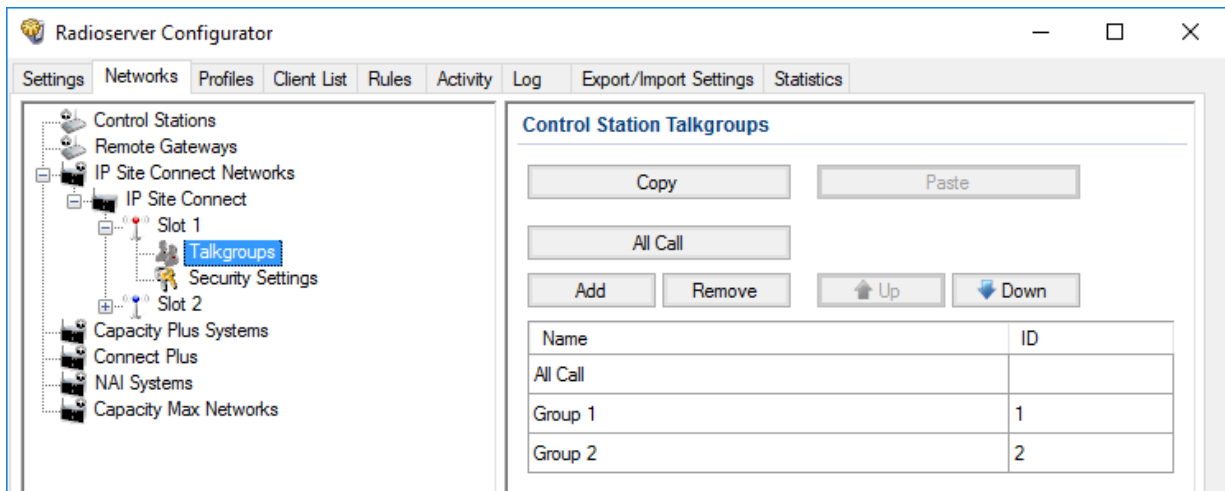 Radioserver Configurator
Settings Networks Profiles Client List Rules Activity Log Export/Import Settings Statistics
Control Stations
Remote Gateways
IP Site Connect Networks
IP Site Connect
Slot 1
Talkgroups
Security Settings
Slot 2
Capacity Plus Systems
Connect Plus
NAI Systems
Capacity Max Networks
Control Station Talkgroups
Copy Paste
All Call
Add Remove Up Down
Name ID
All Call
Group 1 1
Group 2 2